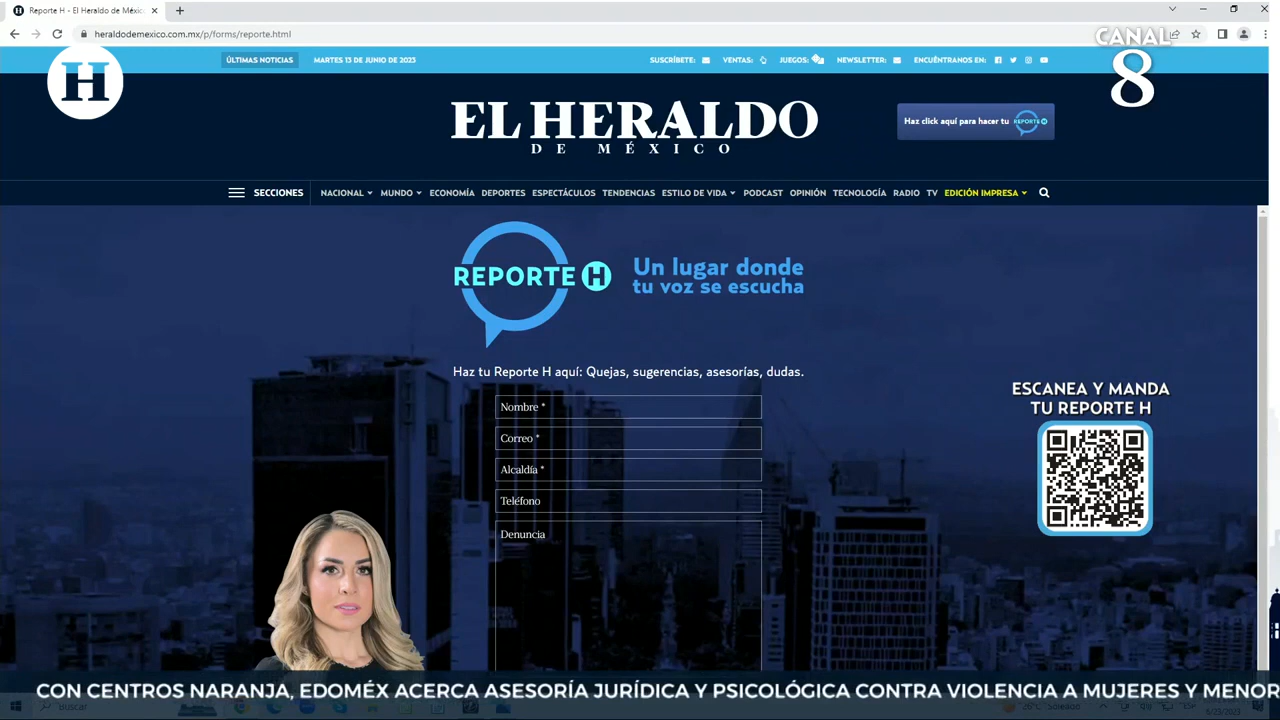 Reporte H - El Heraldo de Méxic
heraldodemexico.com.mx/p/forms/reporte.html
CANAL
8
H
ÚLTIMAS NOTICIAS
MARTES 13 DE JUNIO DE 2023
SUSCRÍBETE:
VENTAS:
JUEGOS:
NEWSLETTER:
ENCUÉNTRANOS EN:
EL HERALDO
DE MÉXICO
Haz click aquí para hacer tu REPORTE H
SECCIONES NACIONAL MUNDO ECONOMÍA DEPORTES ESPECTÁCULOS TENDENCIAS ESTILO DE VIDA PODCAST OPINIÓN TECNOLOGÍA RADIO TV EDICIÓN IMPRESA
REPORTE H
Un lugar donde
tu voz se escucha
Haz tu Reporte H aquí: Quejas, sugerencias, asesorías, dudas.
Nombre *
Correo *
Alcaldía *
Teléfono
Denuncia
ESCANEA Y MANDA
TU REPORTE H
CON CENTROS NARANJA, EDOMÉX ACERCA ASESORÍA JURÍDICA Y PSICOLÓGICA CONTRA VIOLENCIA A MUJERES Y MENOR
Buscar